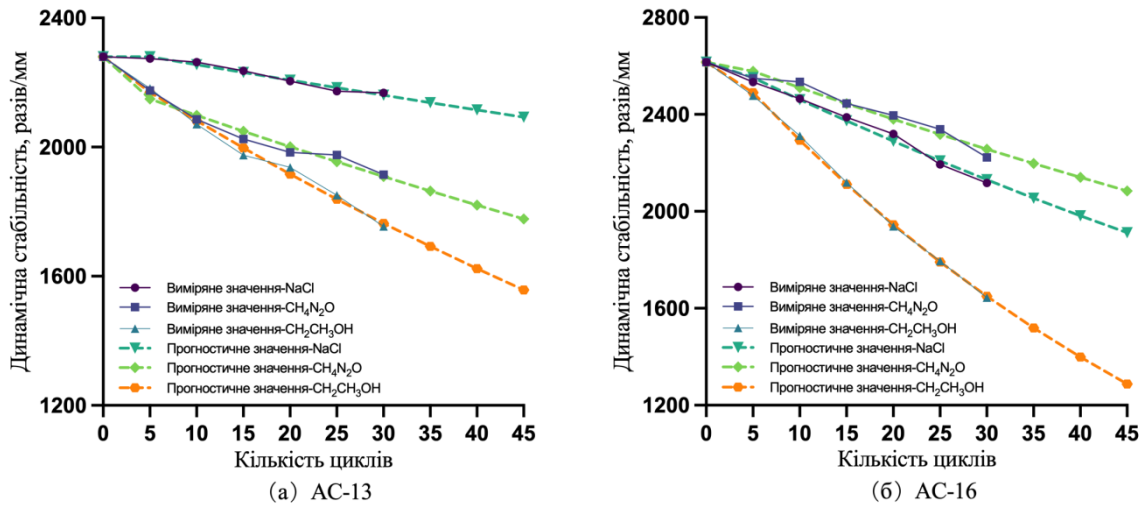 2400
2000
1600
1200
Динамічна стабільність, разів/мм
Виміряне значення-NaCl
Виміряне значення-CH₄N₂O
Виміряне значення-CH₂CH₃OH
Прогностичне значення-NaCl
Прогностичне значення-CH₄N₂O
Прогностичне значення-CH₂CH₃OH
0 5 10 15 20 25 30 35 40 45
Кількість циклів
(а) АС-13
2800
2400
2000
1600
1200
Динамічна стабільність, разів/мм
Виміряне значення-NaCl
Виміряне значення-CH₄N₂O
Виміряне значення-CH₂CH₃OH
Прогностичне значення-NaCl
Прогностичне значення-CH₄N₂O
Прогностичне значення-CH₂CH₃OH
0 5 10 15 20 25 30 35 40 45
Кількість циклів
(б) АС-16